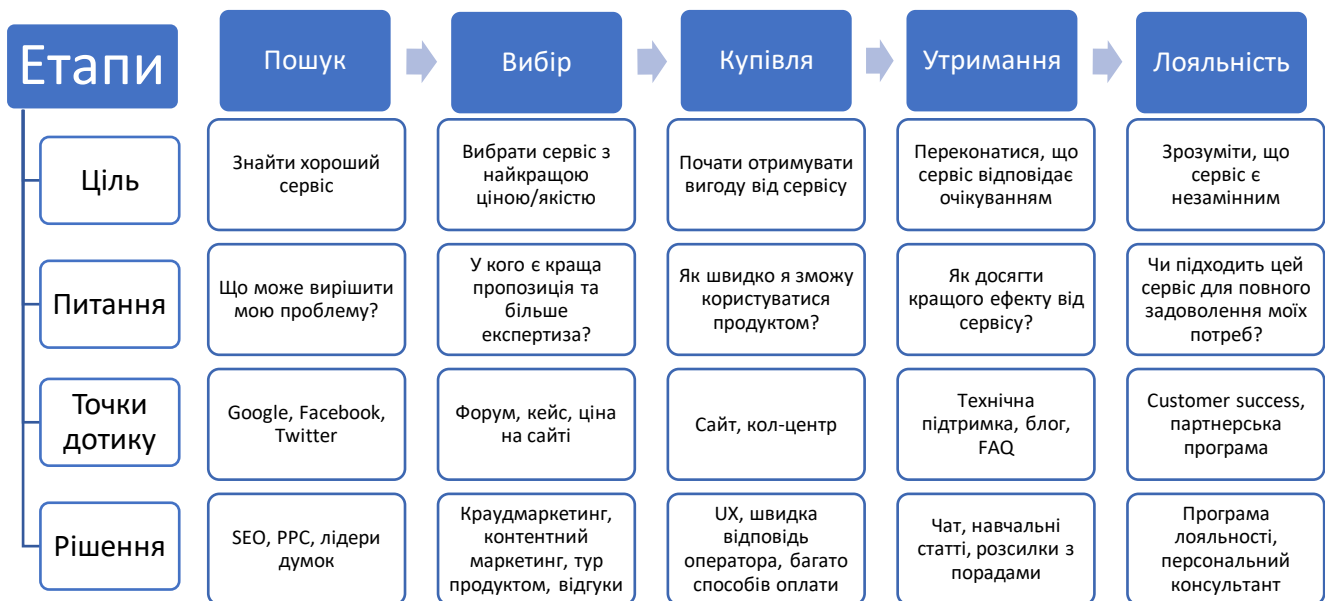 Етапи
Пошук
Вибір
Купівля
Утримання
Лояльність
Ціль
Знайти хороший
сервіс
Вибрати сервіс з
найкращою
ціною/якістю
Почати отримувати
вигоду від сервісу
Переконатися, що
сервіс відповідає
очікуванням
Зрозуміти, що
сервіс є
незамінним
Питання
Що може вирішити
мою проблему?
У кого є краща
пропозиція та
більше
експертиза?
Як швидко я зможу
користуватися
продуктом?
Як досягти
кращого ефекту від
сервісу?
Чи підходить цей
сервіс для повного
задоволення моїх
потреб?
Точки
дотику
Google, Facebook,
Twitter
Форум, кейс, ціна
на сайті
Сайт, кол-центр
Технічна
підтримка, блог,
FAQ
Customer success,
партнерська
програма
Рішення
SEO, PPC, лідери
думок
Краудмаркетинг,
контентний
маркетинг, тур
продуктом, відгуки
UX, швидка
відповідь
оператора, багато
способів оплати
Чат, навчальні
статті, розсилки з
порадами
Програма
лояльності,
персональний
консультант